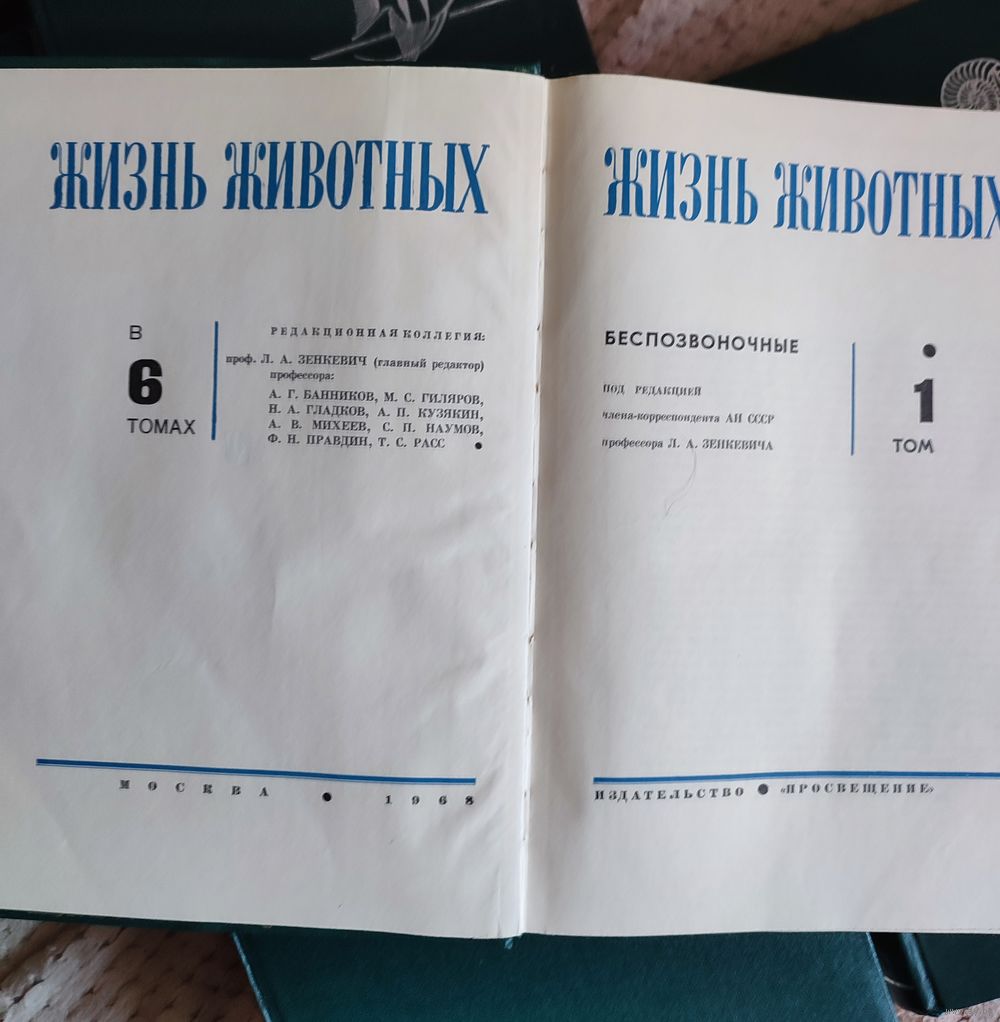 ЖИЗНЬ ЖИВОТНЫХ
В
6
ТОМАХ
РЕДАКЦИОННАЯ КОЛЛЕГИЯ:
проф. Л. А. ЗЕНКЕВИЧ (главный редактор)
профессора:
А. Г. БАННИКОВ, М. С. ГИЛЯРОВ,
Н. А. ГЛАДКОВ, А. П. КУЗЯКИН,
А. В. МИХЕЕВ, С. П. НАУМОВ,
Ф. Н. ПРАВДИН, Т. С. РАСС ●
МОСКВА ● 1968
ЖИЗНЬ ЖИВОТНЫХ
БЕСПОЗВОНОЧНЫЕ
ПОД РЕДАКЦИЕЙ
члена-корреспондента АН СССР
профессора Л. А. ЗЕНКЕВИЧА
●
1
ТОМ
ИЗДАТЕЛЬСТВО ● «ПРОСВЕЩЕНИЕ»